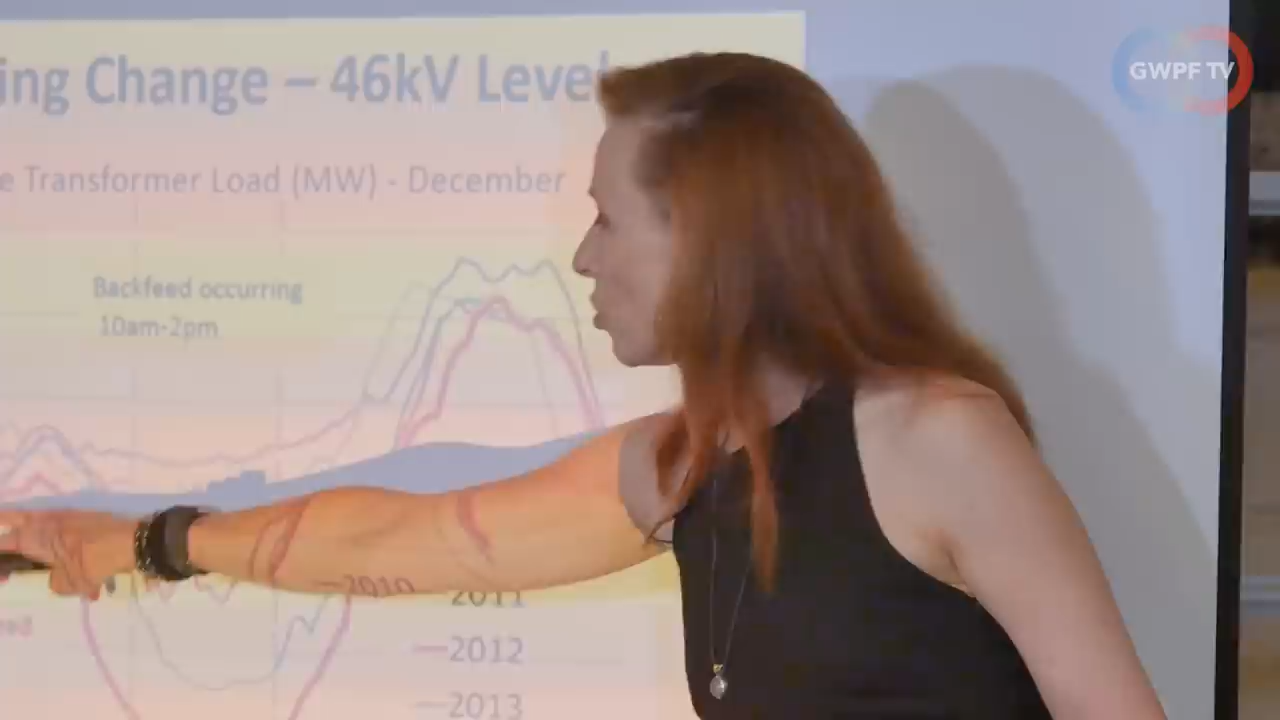 GWPF TV
ing Change – 46kV Level
e Transformer Load (MW) - December
Backfeed occurring
10am-2pm
2010
2011
2012
2013